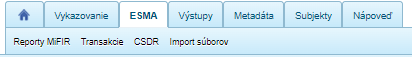 Vykazovanie ESMA Výstupy Metadáta Subjekty Nápoveď
Reporty MiFIR Transakcie CSDR Import súborov